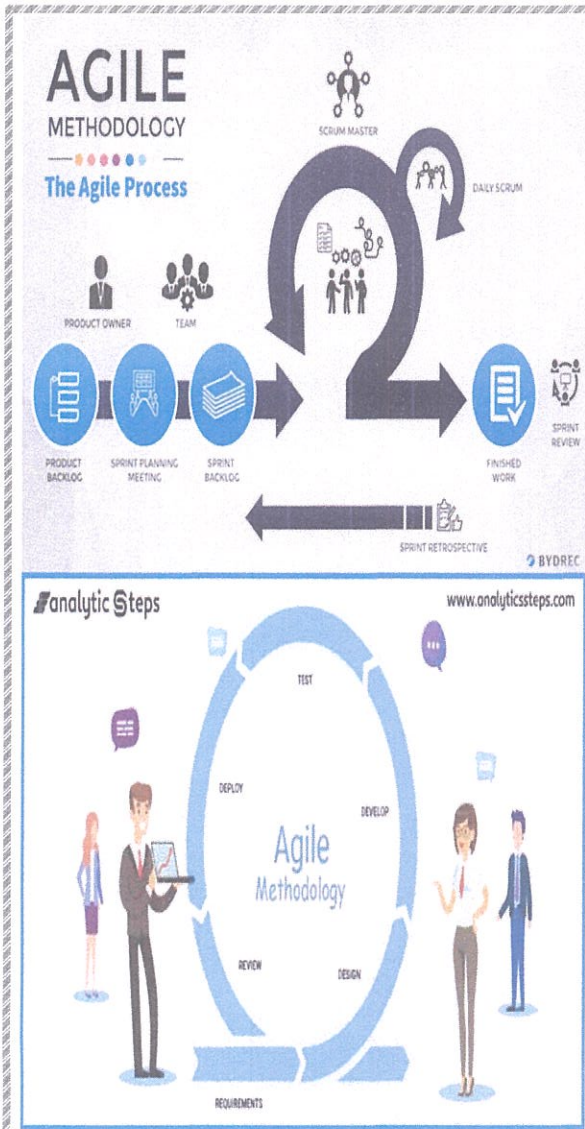 AGILE
METHODOLOGY
The Agile Process
SCRUM MASTER
DAILY SCRUM
PRODUCT OWNER
TEAM
PRODUCT
BACKLOG
SPRINT PLANNING
MEETING
SPRINT
BACKLOG
FINISHED
WORK
SPRINT
REVIEW
SPRINT RETROSPECTIVE
BYDREC
analytic Steps
www.analyticssteps.com
TEST
DEPLOY
DEVELOP
Agile
Methodology
REVIEW
DESIGN
REQUIREMENTS